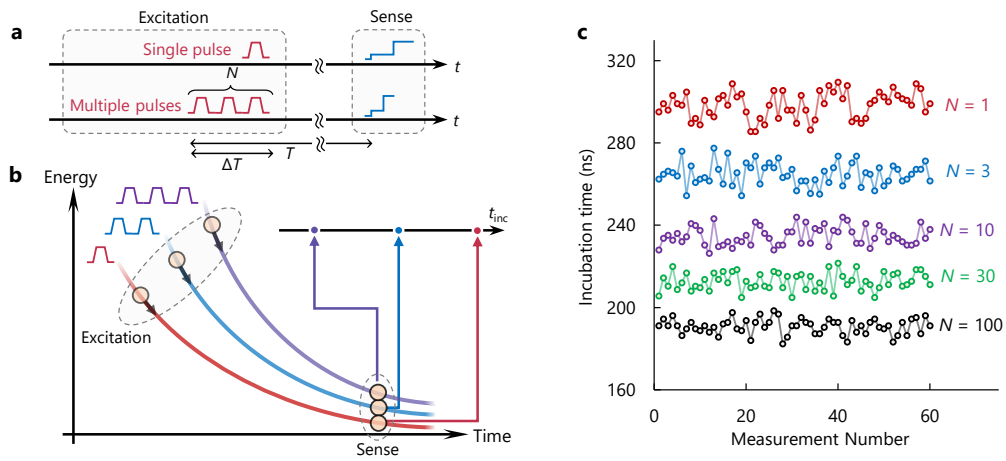 a
Excitation
Sense
Single pulse
t
N
Multiple pulses
t
T
ΔT
b
Energy
t_inc
Excitation
Sense
Time
c
Incubation time (ns)
320
280
240
200
160
0
20
40
60
Measurement Number
N = 1
N = 3
N = 10
N = 30
N = 100